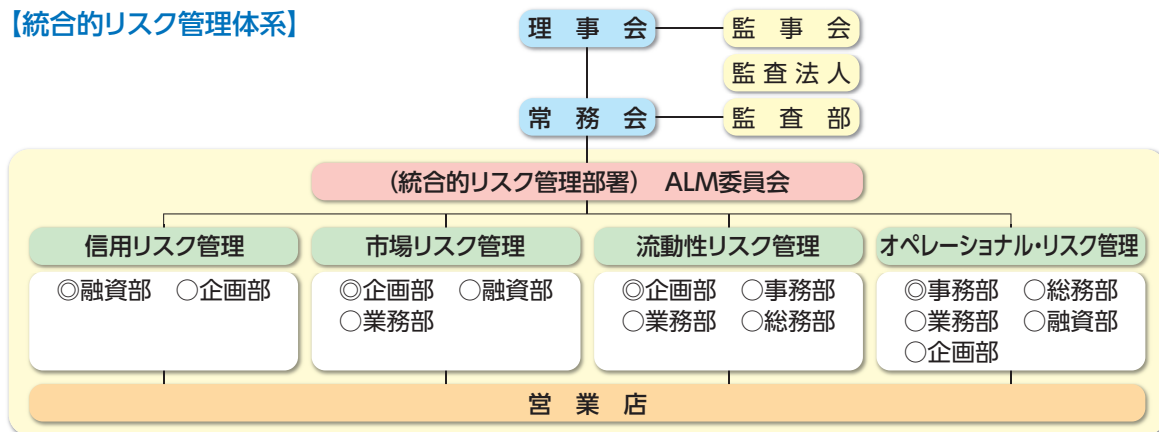 【統合的リスク管理体系】
理事会 監事会
監査法人
常務会 監査部
(統合的リスク管理部署) ALM委員会
信用リスク管理 市場リスク管理 流動性リスク管理 オペレーショナル・リスク管理
◎融資部 ○企画部 ◎企画部 ○融資部 ◎企画部 ○事務部 ◎事務部 ○総務部
○業務部 ○業務部 ○総務部 ○業務部 ○融資部
○企画部
営業店